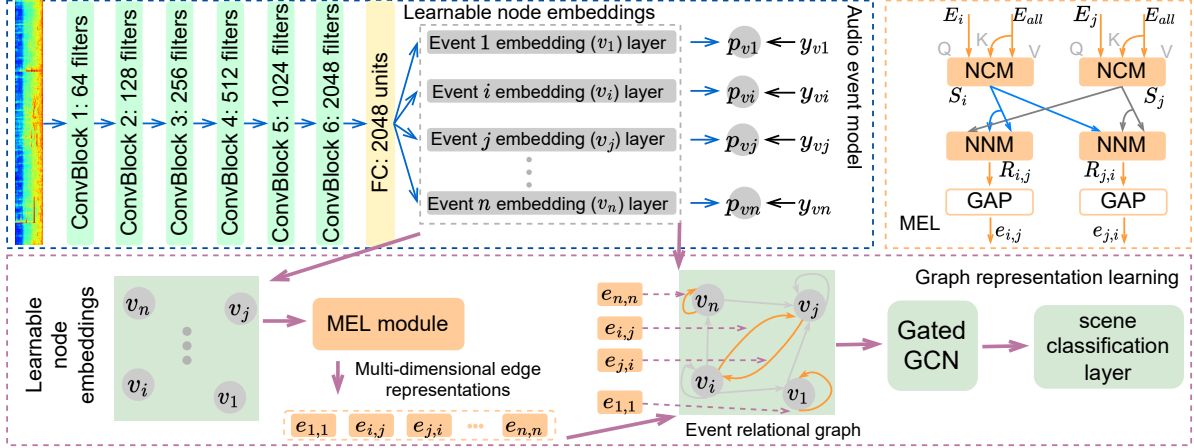 ConvBlock 1: 64 filters
ConvBlock 2: 128 filters
ConvBlock 3: 256 filters
ConvBlock 4: 512 filters
ConvBlock 5: 1024 filters
ConvBlock 6: 2048 filters
FC: 2048 units
Learnable node embeddings
Event 1 embedding (v1) layer
Event i embedding (vi) layer
Event j embedding (vj) layer
Event n embedding (vn) layer
pv1 yv1
pvi yvi
pvj yvj
pvn yvn
Audio event model
Ei Eall Ej Eall
Q K V Q K V
NCM NCM
Si Sj
NNM NNM
Ri,j Rj,i
GAP GAP
MEL
ei,j ej,i
Learnable
node
embeddings
vn vj
vi v1
MEL module
Multi-dimensional edge
representations
e1,1 ei,j ej,i ··· en,n
en,n
ei,j
ej,i
e1,1
vn vj
vi v1
Event relational graph
Graph representation learning
Gated
GCN
scene
classification
layer